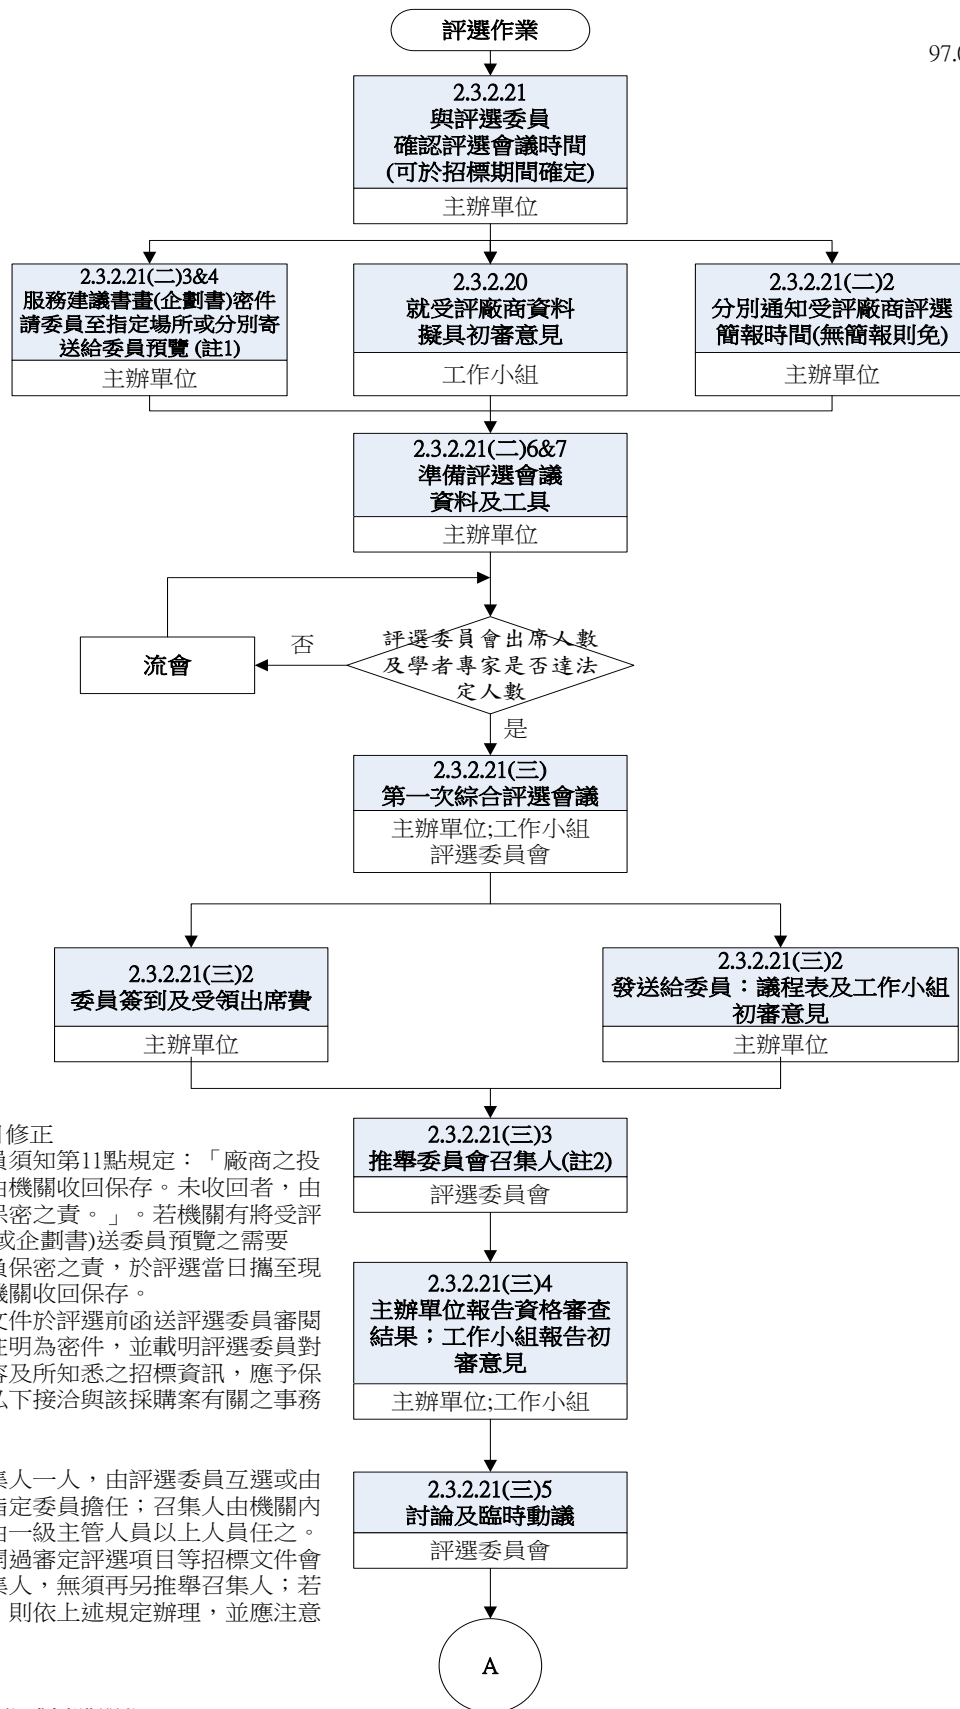 評選作業
97.0
2.3.2.21
與評選委員
確認評選會議時間
(可於招標期間確定)
主辦單位
2.3.2.21(二)3&4
服務建議書畫(企劃書)密件
請委員至指定場所或分別寄
送給委員預覽 (註1)
主辦單位
2.3.2.20
就受評廠商資料
擬具初審意見
工作小組
2.3.2.21(二)2
分別通知受評廠商評選
簡報時間(無簡報則免)
主辦單位
2.3.2.21(二)6&7
準備評選會議
資料及工具
主辦單位
評選委員會出席人數
及學者專家是否達法
定人數
否
流會
是
2.3.2.21(三)
第一次綜合評選會議
主辦單位;工作小組
評選委員會
2.3.2.21(三)2
委員簽到及受領出席費
主辦單位
2.3.2.21(三)2
發送給委員：議程表及工作小組
初審意見
主辦單位
2.3.2.21(三)3
推舉委員會召集人(註2)
評選委員會
2.3.2.21(三)4
主辦單位報告資格審查
結果；工作小組報告初
審意見
主辦單位;工作小組
2.3.2.21(三)5
討論及臨時動議
評選委員會
A
修正
員須知第11點規定：「廠商之投
由機關收回保存。未收回者，由
保密之責。」。若機關有將受評
或企劃書)送委員預覽之需要
負保密之責，於評選當日攜至現
機關收回保存。
文件於評選前函送評選委員審閱
註明為密件，並載明評選委員對
容及所知悉之招標資訊，應予保
私下接洽與該採購案有關之事務
集人一人，由評選委員互選或由
指定委員擔任；召集人由機關內
由一級主管人員以上人員任之。
開過審定評選項目等招標文件會
集人，無須再另推舉召集人；若
則依上述規定辦理，並應注意